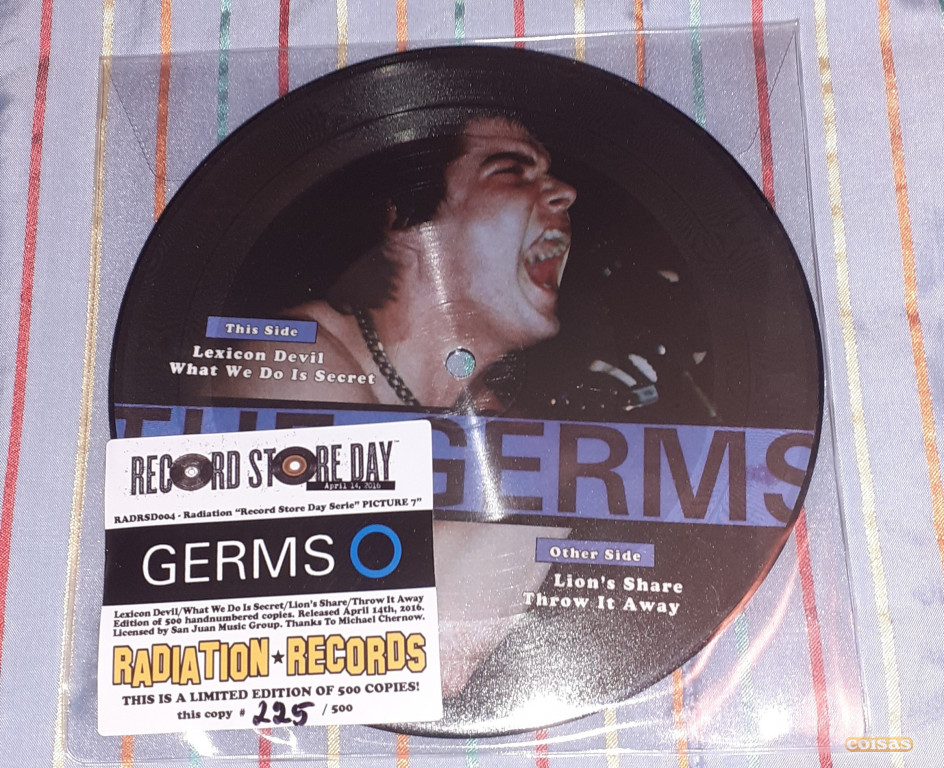 This Side
Lexicon Devil
What We Do Is Secret
THE GERMS
Other Side
Lion's Share
Throw It Away
RECORD STORE DAY™
April 14, 2016
RADRSD004 - Radiation "Record Store Day Serie" PICTURE 7"
GERMS
Lexicon Devil/What We Do Is Secret/Lion's Share/Throw It Away
Edition of 500 handnumbered copies. Released April 14th, 2016.
Licensed by San Juan Music Group. Thanks To Michael Chernow.
RADIATION★RECORDS
THIS IS A LIMITED EDITION OF 500 COPIES!
this copy # 225 / 500
coisas